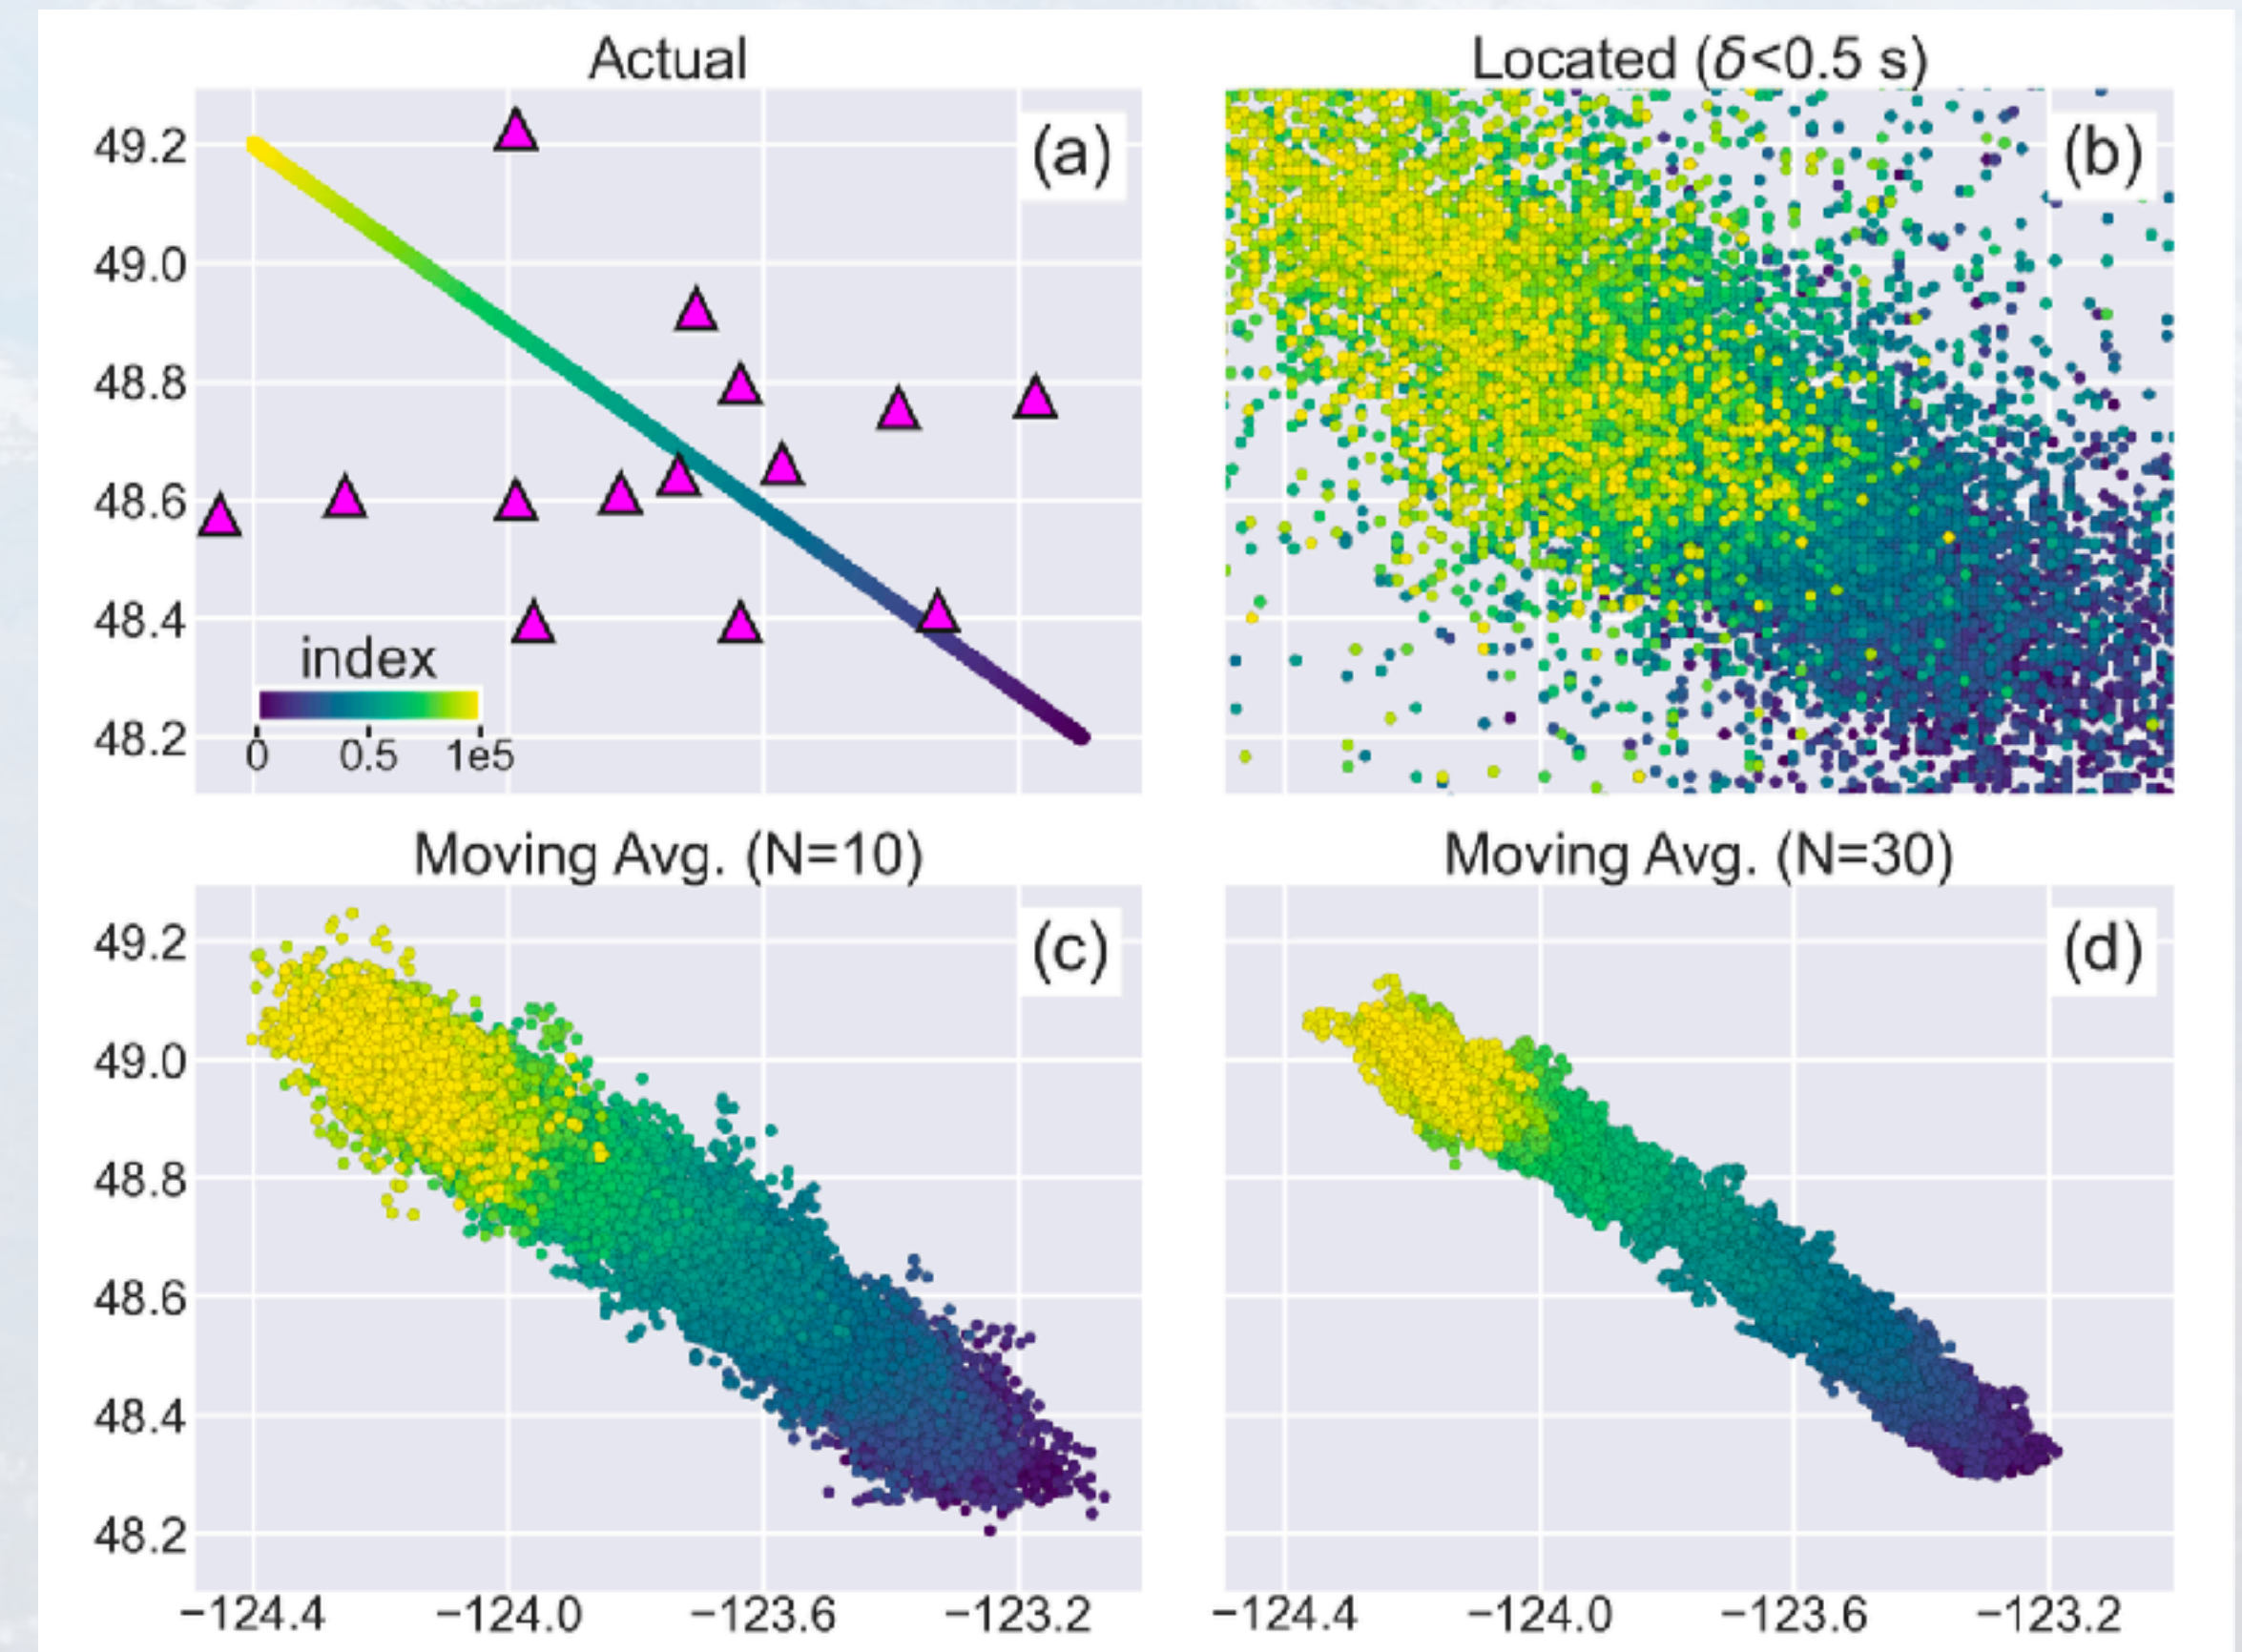 Actual
49.2
49.0
48.8
48.6
48.4
48.2
(a)
index
0 0.5 1e5
Located (δ<0.5 s)
(b)
Moving Avg. (N=10)
49.2
49.0
48.8
48.6
48.4
48.2
(c)
−124.4 −124.0 −123.6 −123.2
Moving Avg. (N=30)
(d)
−124.4 −124.0 −123.6 −123.2